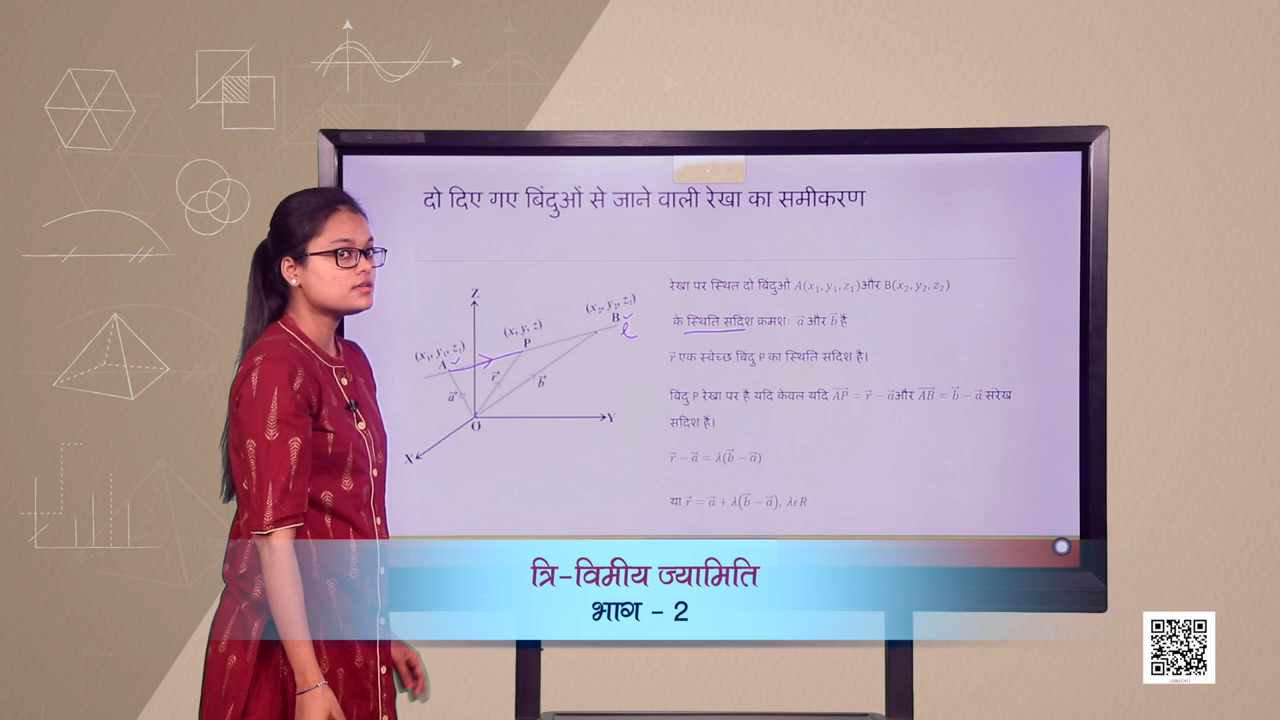 दो दिए गए बिंदुओं से जाने वाली रेखा का समीकरण
रेखा पर स्थित दो बिंदुओं A(x₁, y₁, z₁)और B(x₂, y₂, z₂)
के स्थिति सदिश क्रमशः a⃗ और b⃗ है
r⃗ एक स्वेच्छ बिंदु P का स्थिति सदिश है।
बिंदु P रेखा पर है यदि केवल यदि AP⃗ = r⃗ − a⃗और AB⃗ = b⃗ − a⃗ संरेख
सदिश हैं।
r⃗ − a⃗ = λ(b⃗ − a⃗)
या r⃗ = a⃗ + λ(b⃗ − a⃗), λϵR
Z
(x₂, y₂, z₂)
B
ℓ
(x, y, z)
P
(x₁, y₁, z₁)
A
r⃗
b⃗
a⃗
O
Y
X
त्रि-विमीय ज्यामिति
भाग - 2